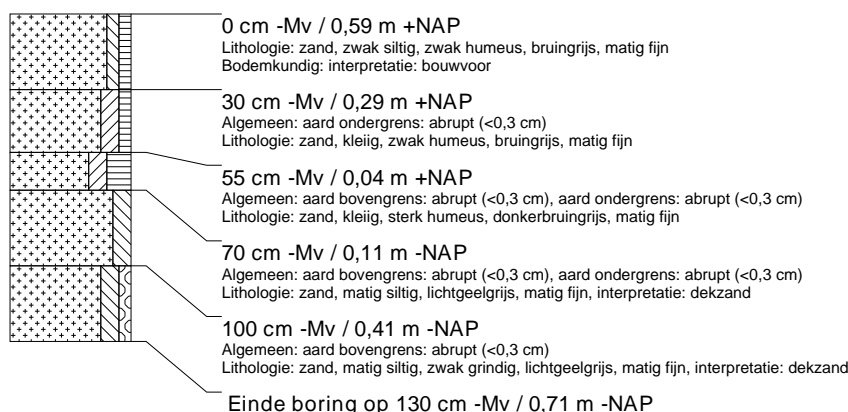 0 cm -Mv / 0,59 m +NAP
Lithologie: zand, zwak siltig, zwak humeus, bruingrijs, matig fijn
Bodemkundig: interpretatie: bouwvoor
30 cm -Mv / 0,29 m +NAP
Algemeen: aard ondergrens: abrupt (<0,3 cm)
Lithologie: zand, kleiig, zwak humeus, bruingrijs, matig fijn
55 cm -Mv / 0,04 m +NAP
Algemeen: aard bovengrens: abrupt (<0,3 cm), aard ondergrens: abrupt (<0,3 cm)
Lithologie: zand, kleiig, sterk humeus, donkerbruingrijs, matig fijn
70 cm -Mv / 0,11 m -NAP
Algemeen: aard bovengrens: abrupt (<0,3 cm), aard ondergrens: abrupt (<0,3 cm)
Lithologie: zand, matig siltig, lichtgeelgrijs, matig fijn, interpretatie: dekzand
100 cm -Mv / 0,41 m -NAP
Algemeen: aard bovengrens: abrupt (<0,3 cm)
Lithologie: zand, matig siltig, zwak grindig, lichtgeelgrijs, matig fijn, interpretatie: dekzand
Einde boring op 130 cm -Mv / 0,71 m -NAP